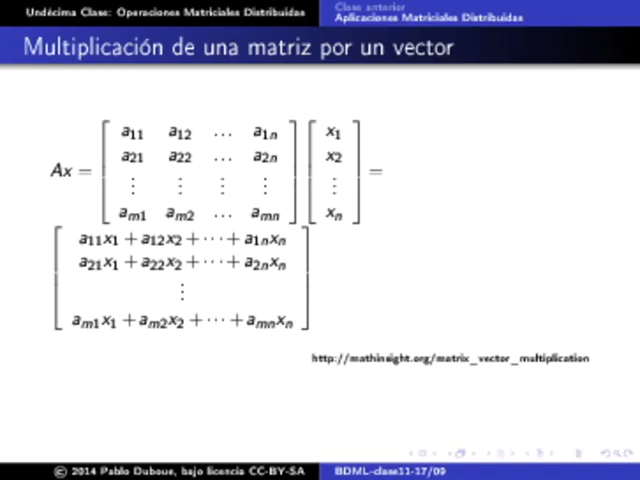 Undécima Clase: Operaciones Matriciales Distribuidas
Clase anterior
Aplicaciones Matriciales Distribuidas
Multiplicación de una matriz por un vector
Ax = [ a11 a12 … a1n ] [ x1 ] =
a21 a22 … a2n x2
⋮ ⋮ ⋮ ⋮ ⋮
am1 am2 … amn xn
a11x1 + a12x2 + ⋯ + a1nxn
a21x1 + a22x2 + ⋯ + a2nxn
⋮
am1x1 + am2x2 + ⋯ + amnxn
http://mathinsight.org/matrix_vector_multiplication
© 2014 Pablo Duboue, bajo licencia CC-BY-SA
BDML-clase11-17/09